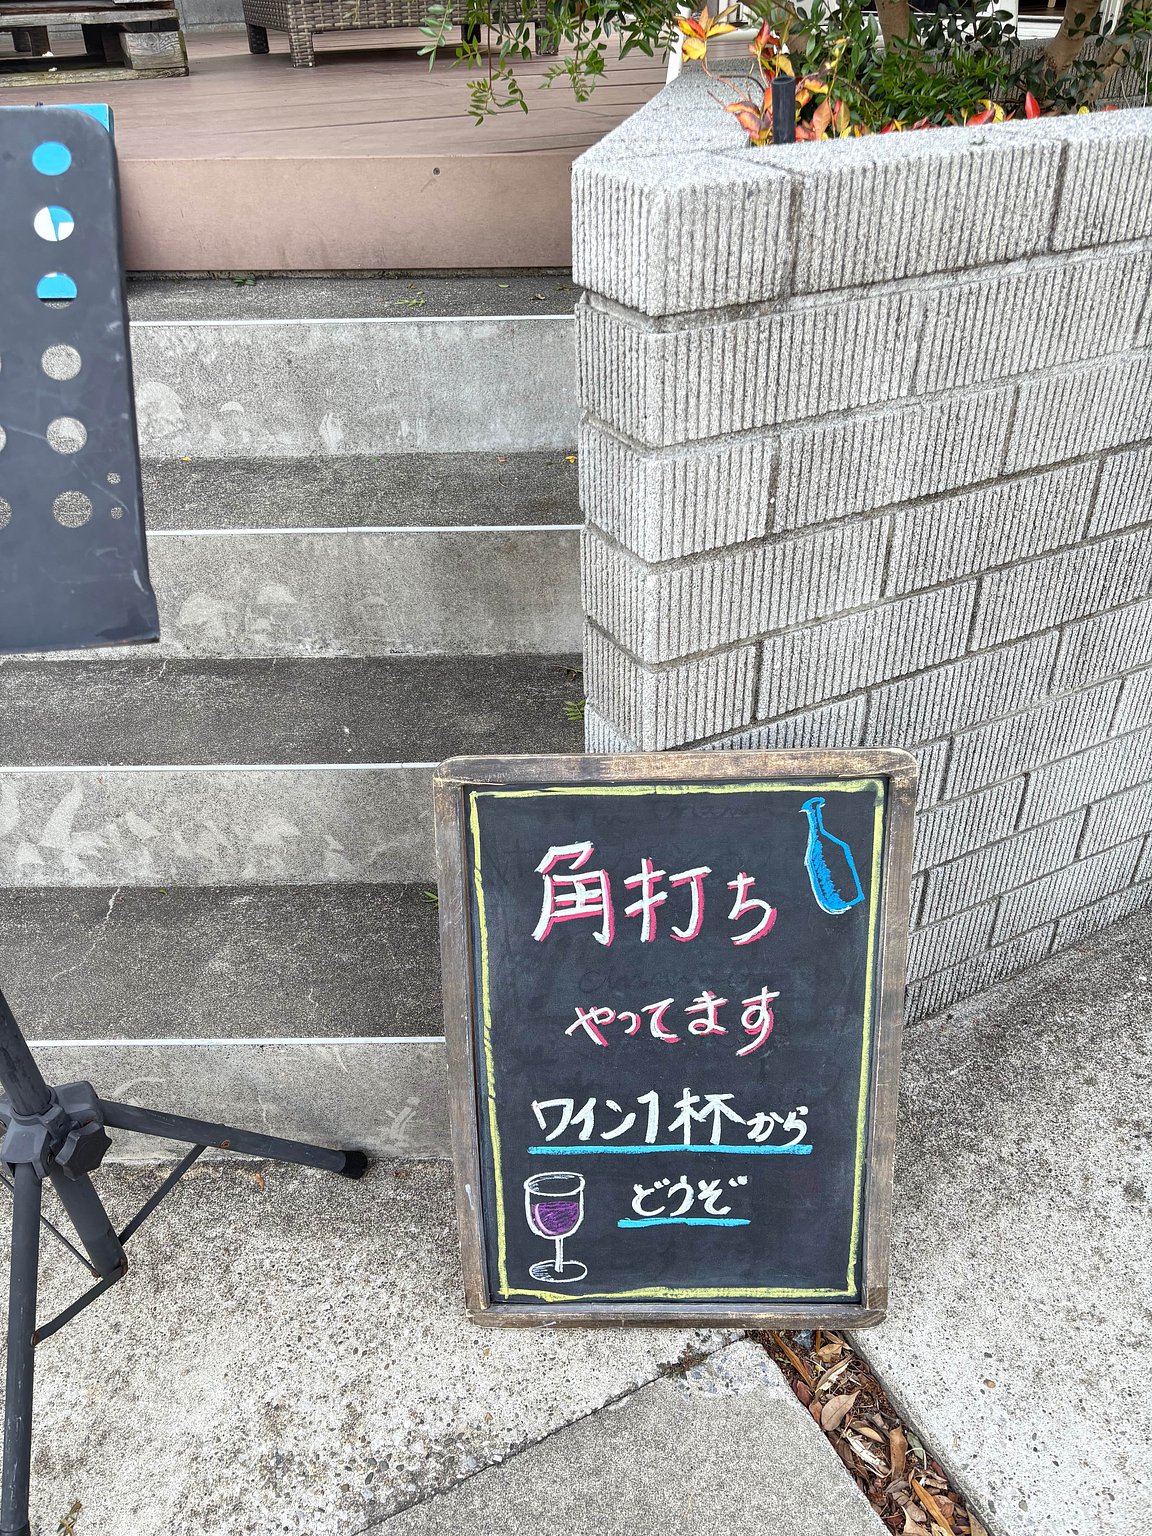 角打ち
やってます
ワイン1杯から
どうぞ